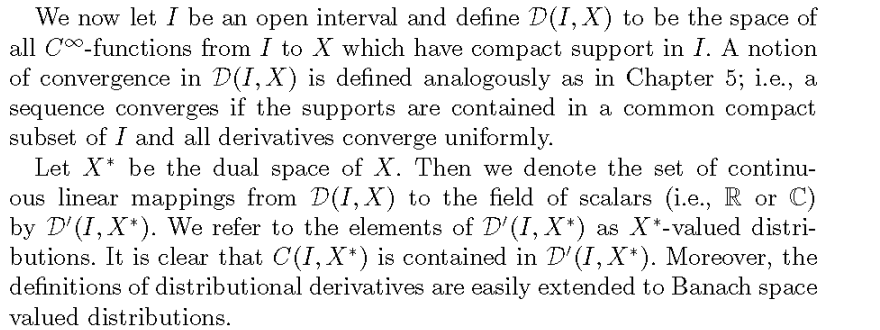 We now let I be an open interval and define 𝒟(I, X) to be the space of
all C^∞-functions from I to X which have compact support in I. A notion
of convergence in 𝒟(I, X) is defined analogously as in Chapter 5; i.e., a
sequence converges if the supports are contained in a common compact
subset of I and all derivatives converge uniformly.
Let X* be the dual space of X. Then we denote the set of continu-
ous linear mappings from 𝒟(I, X) to the field of scalars (i.e., ℝ or ℂ)
by 𝒟′(I, X*). We refer to the elements of 𝒟′(I, X*) as X*-valued distri-
butions. It is clear that C(I, X*) is contained in 𝒟′(I, X*). Moreover, the
definitions of distributional derivatives are easily extended to Banach space
valued distributions.